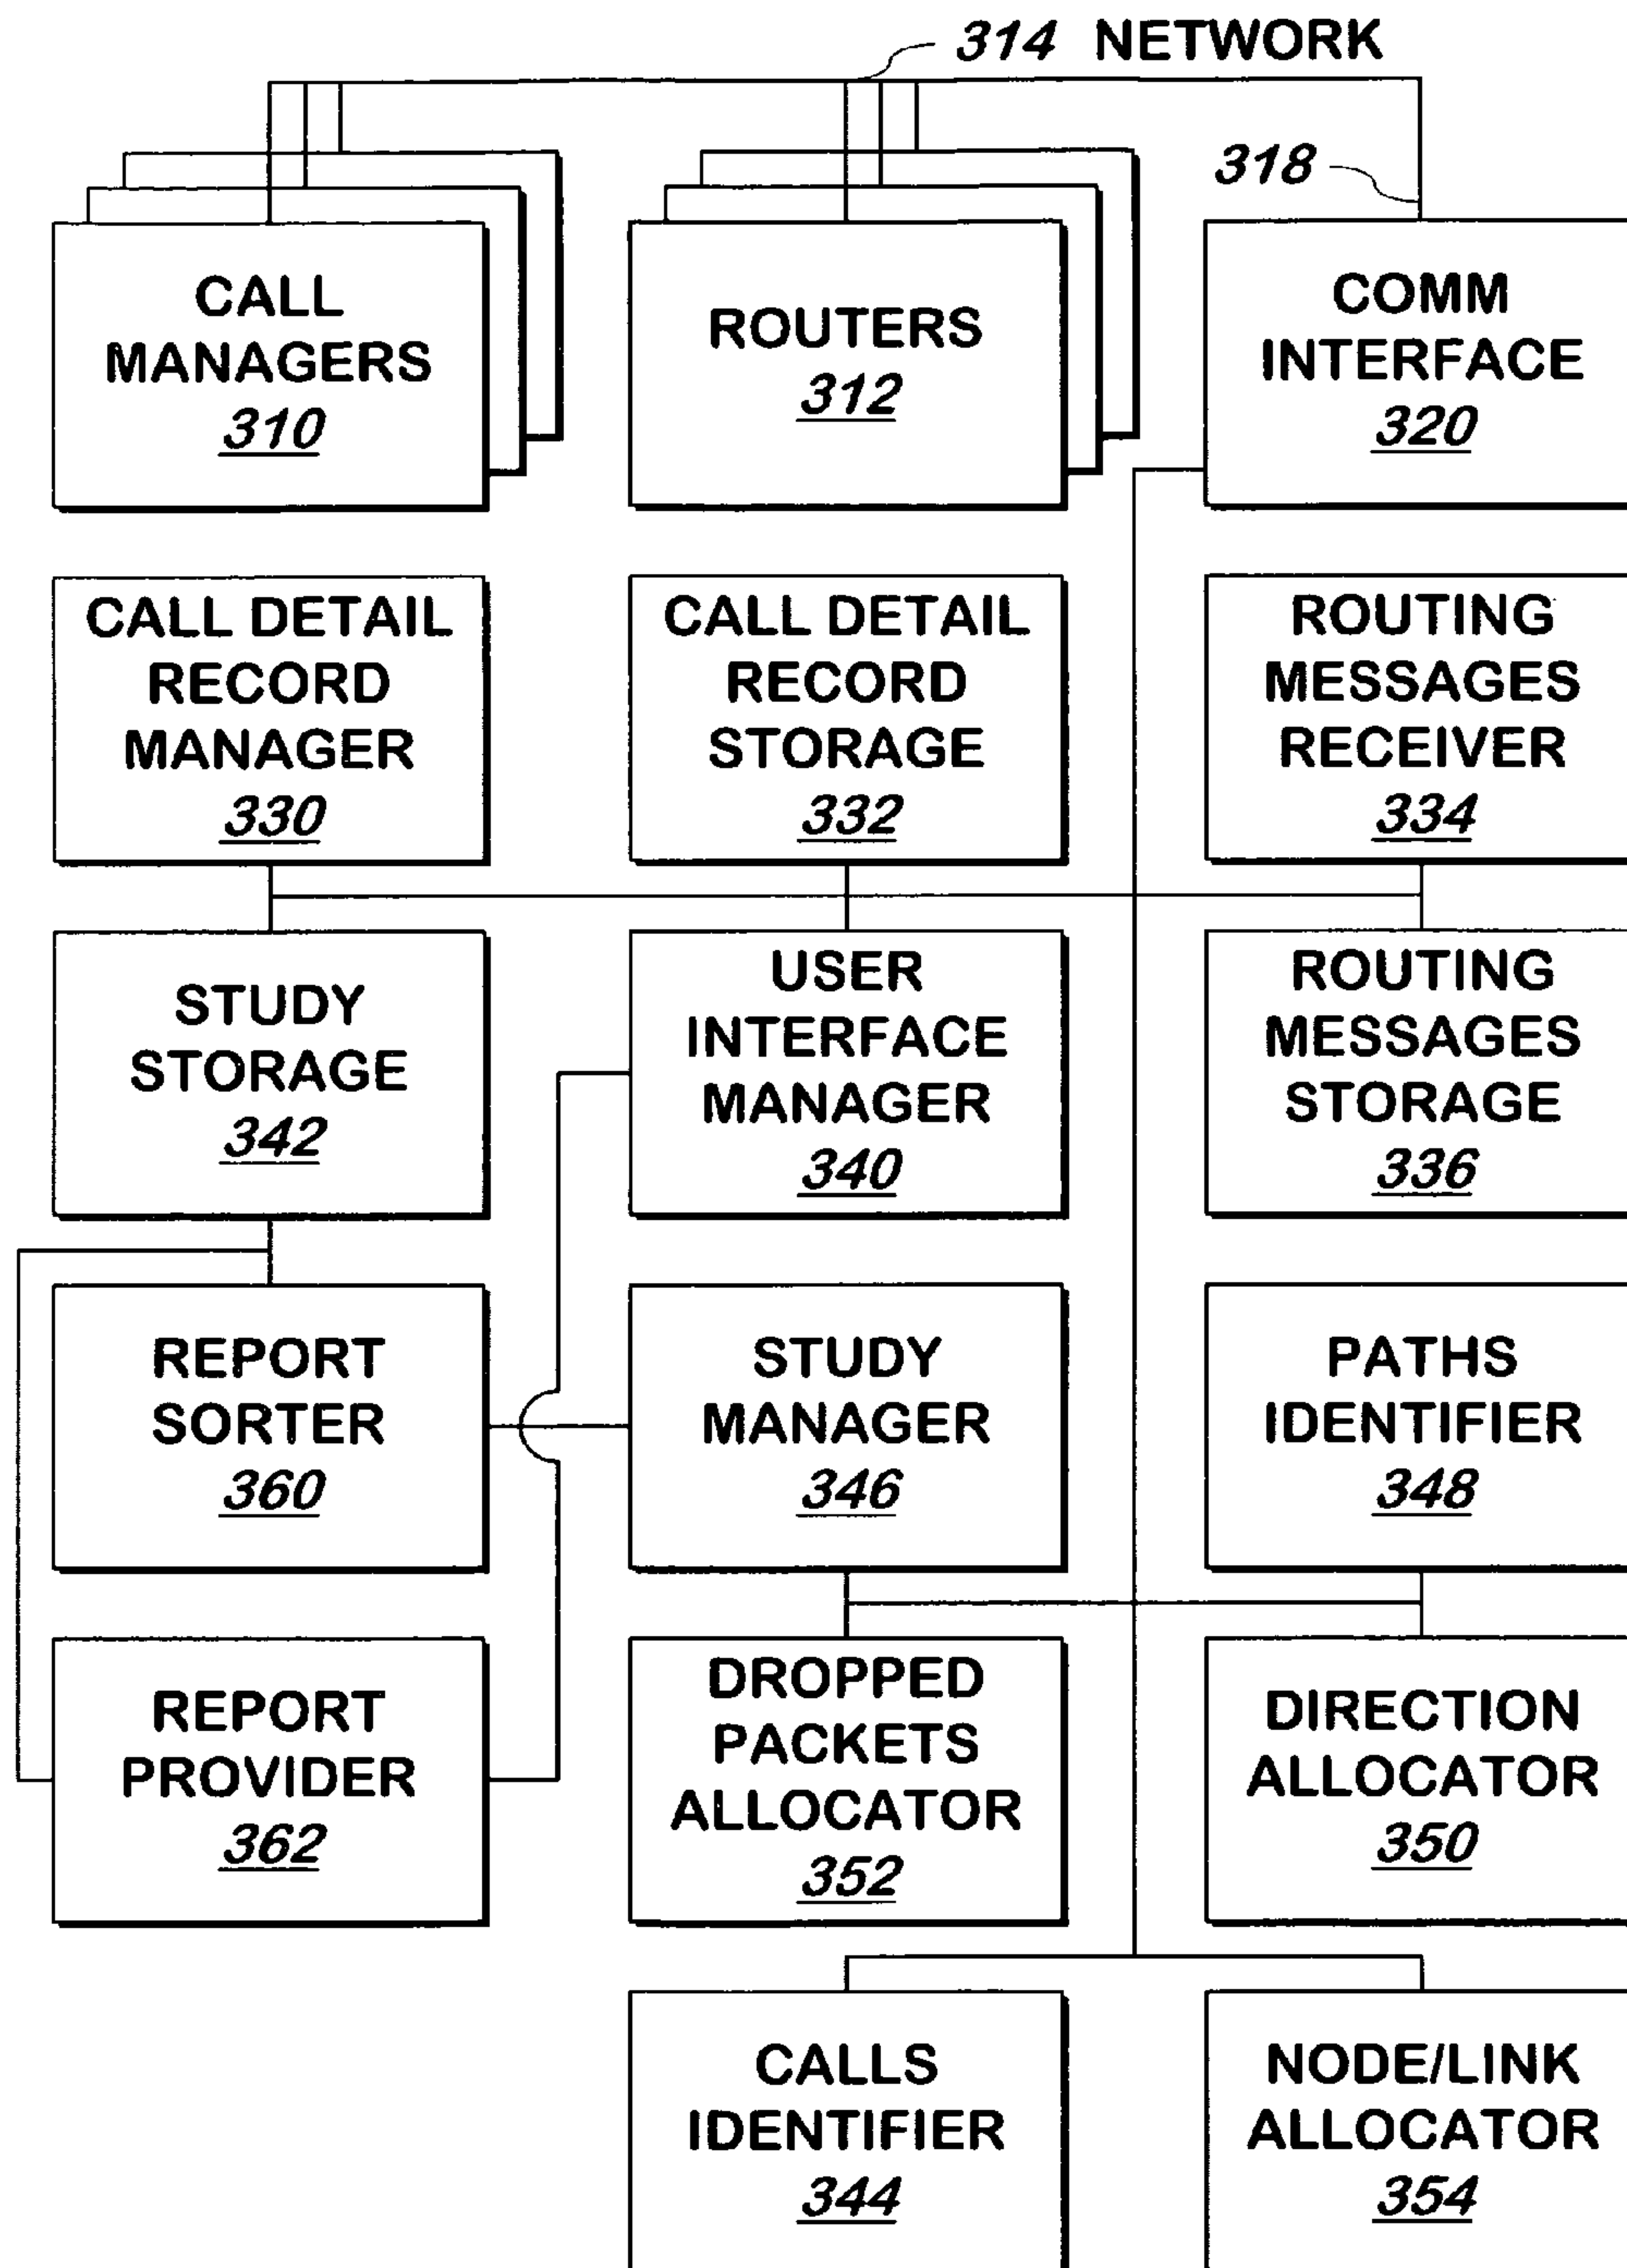 314 NETWORK
318
CALL
MANAGERS
310
ROUTERS
312
COMM
INTERFACE
320
CALL DETAIL
RECORD
MANAGER
330
CALL DETAIL
RECORD
STORAGE
332
ROUTING
MESSAGES
RECEIVER
334
STUDY
STORAGE
342
USER
INTERFACE
MANAGER
340
ROUTING
MESSAGES
STORAGE
336
REPORT
SORTER
360
STUDY
MANAGER
346
PATHS
IDENTIFIER
348
REPORT
PROVIDER
362
DROPPED
PACKETS
ALLOCATOR
352
DIRECTION
ALLOCATOR
350
CALLS
IDENTIFIER
344
NODE/LINK
ALLOCATOR
354